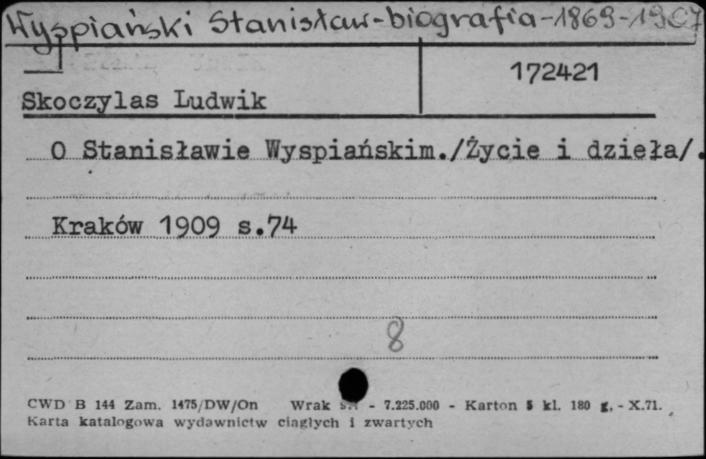 Wyspiański Stanisław-biografia-1869-1907
172421
Skoczylas Ludwik
O Stanisławie Wyspiańskim./Życie i dzieła/.
Kraków 1909 s.74
8
CWD B 144 Zam. 1475/DW/On Wrak - 7.225.000 - Karton 5 kl. 180 g. - X.71.
Karta katalogowa wydawnictw ciągłych i zwartych